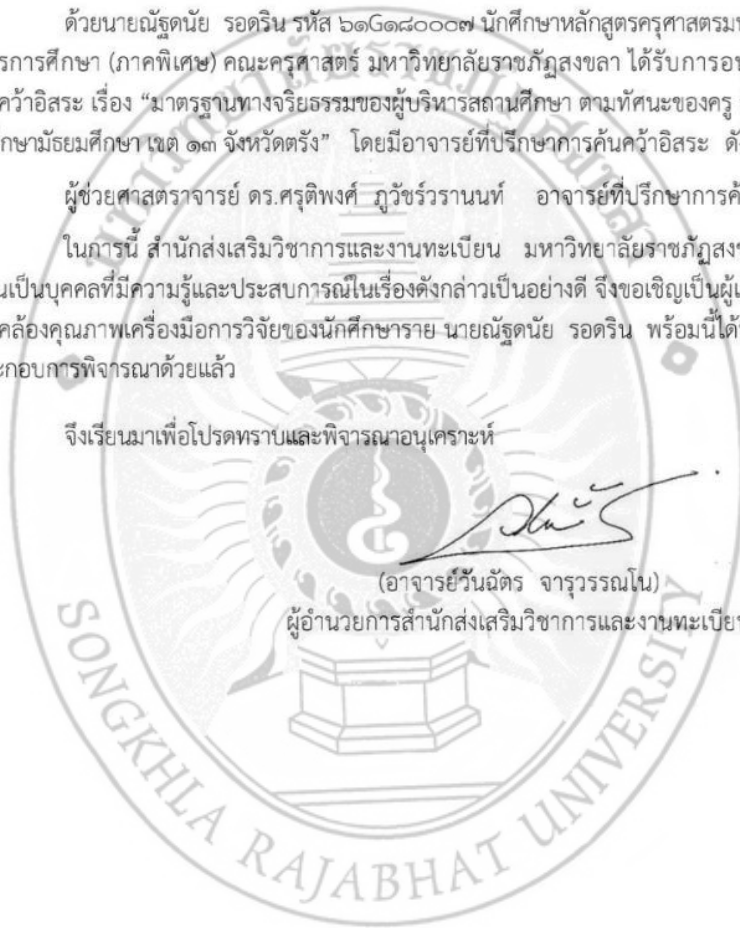 ด้วยนายณัฐดนัย รอดริน รหัส ๖๑G๑๘๐๐๐๗ นักศึกษาหลักสูตรครุศาสตรม
รการศึกษา (ภาคพิเศษ) คณะครุศาสตร์ มหาวิทยาลัยราชภัฏสงขลา ได้รับการอ
คว้าอิสระ เรื่อง “มาตรฐานทางจริยธรรมของผู้บริหารสถานศึกษา ตามทัศนะของครู
กษามัธยมศึกษา เขต ๑๓ จังหวัดตรัง” โดยมีอาจารย์ที่ปรึกษาการค้นคว้าอิสระ ดั
ผู้ช่วยศาสตราจารย์ ดร.ศรุติพงศ์ ภูวัชร์วรานนท์ อาจารย์ที่ปรึกษาการค้
ในการนี้ สำนักส่งเสริมวิชาการและงานทะเบียน มหาวิทยาลัยราชภัฏสงข
นเป็นบุคคลที่มีความรู้และประสบการณ์ในเรื่องดังกล่าวเป็นอย่างดี จึงขอเชิญเป็นผู้เ
คล้องคุณภาพเครื่องมือการวิจัยของนักศึกษาราย นายณัฐดนัย รอดริน พร้อมนี้ได้
ะกอบการพิจารณาด้วยแล้ว
จึงเรียนมาเพื่อโปรดทราบและพิจารณาอนุเคราะห์
(อาจารย์วันฉัตร จารุวรรณโน)
ผู้อำนวยการสำนักส่งเสริมวิชาการและงานทะเบีย
มหาวิทยาลัยราชภัฏสงขลา
SONGKHLA RAJABHAT UNIVERSITY